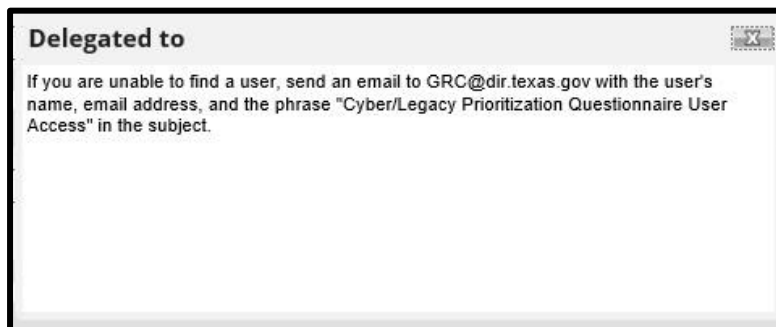 Delegated to
If you are unable to find a user, send an email to GRC@dir.texas.gov with the user's
name, email address, and the phrase "Cyber/Legacy Prioritization Questionnaire User
Access" in the subject.